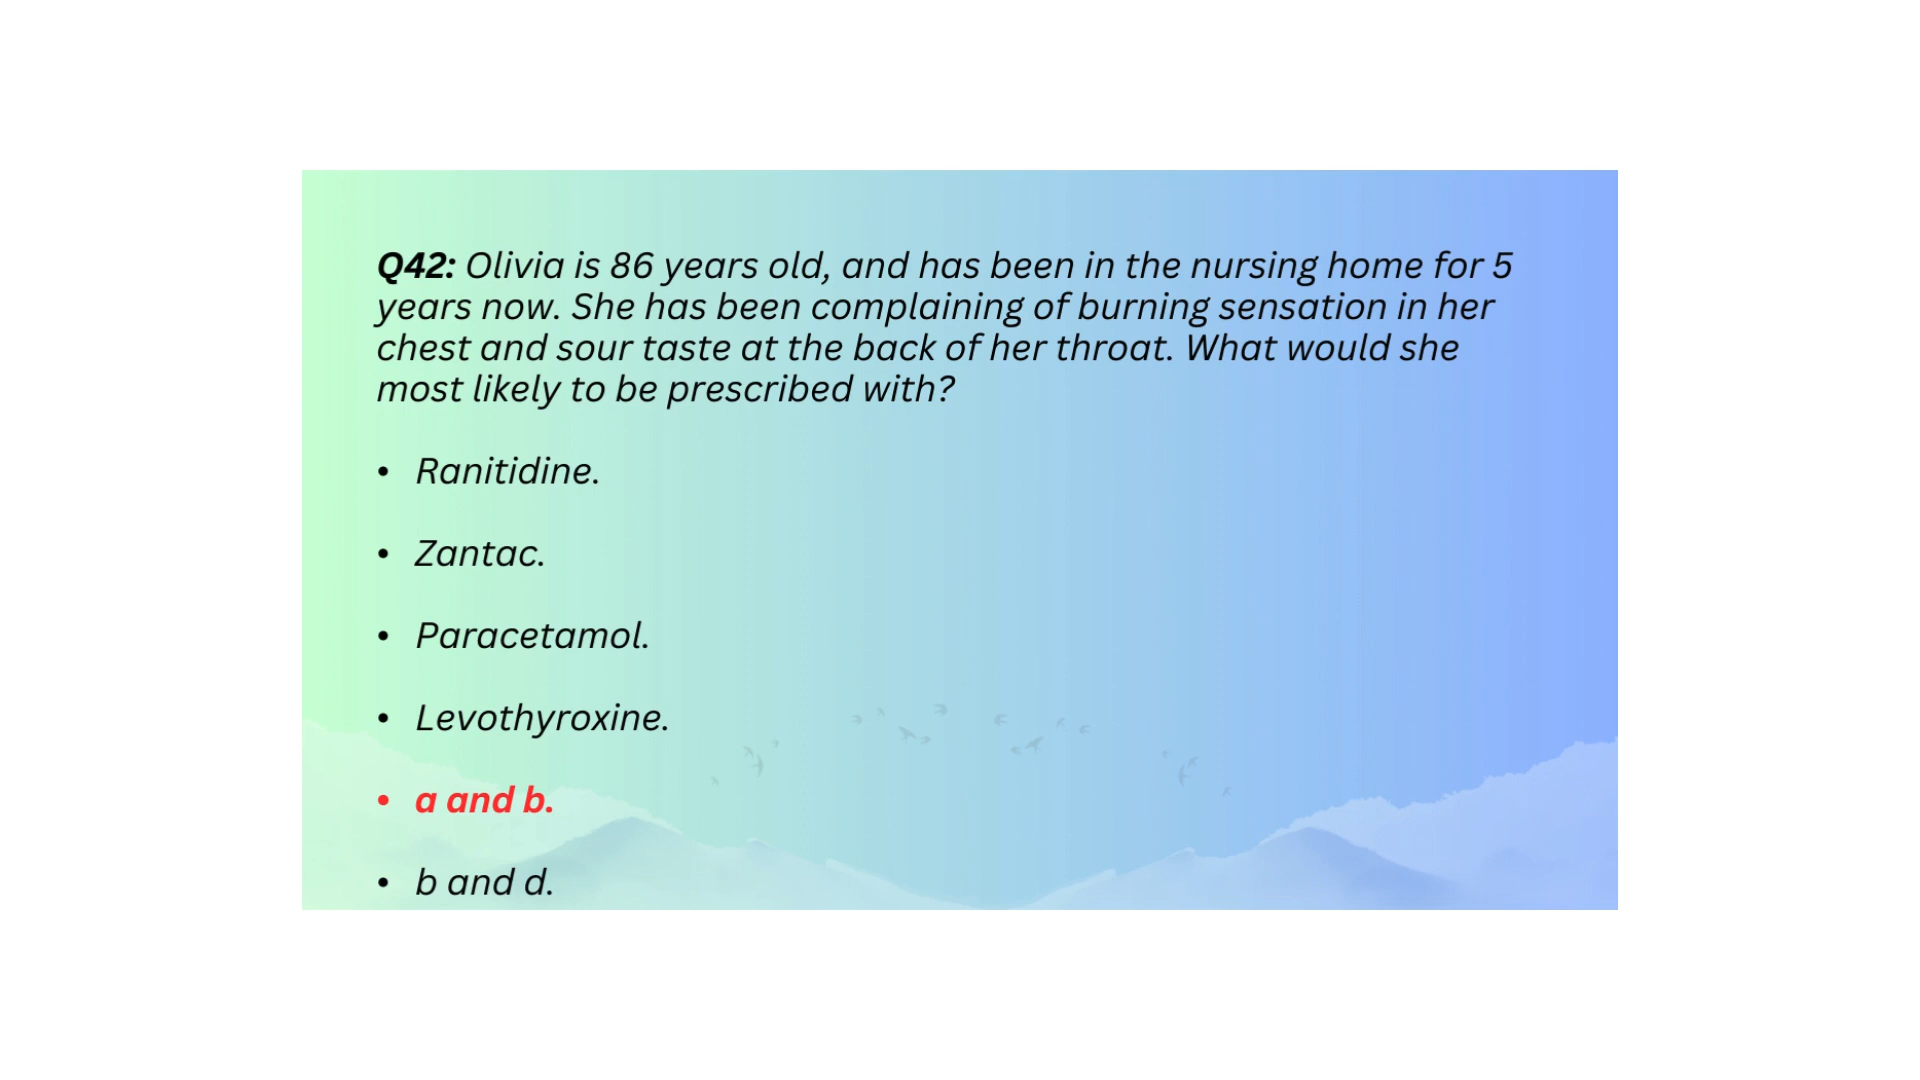 Q42: Olivia is 86 years old, and has been in the nursing home for 5
years now. She has been complaining of burning sensation in her
chest and sour taste at the back of her throat. What would she
most likely to be prescribed with?
• Ranitidine.
• Zantac.
• Paracetamol.
• Levothyroxine.
• a and b.
• b and d.